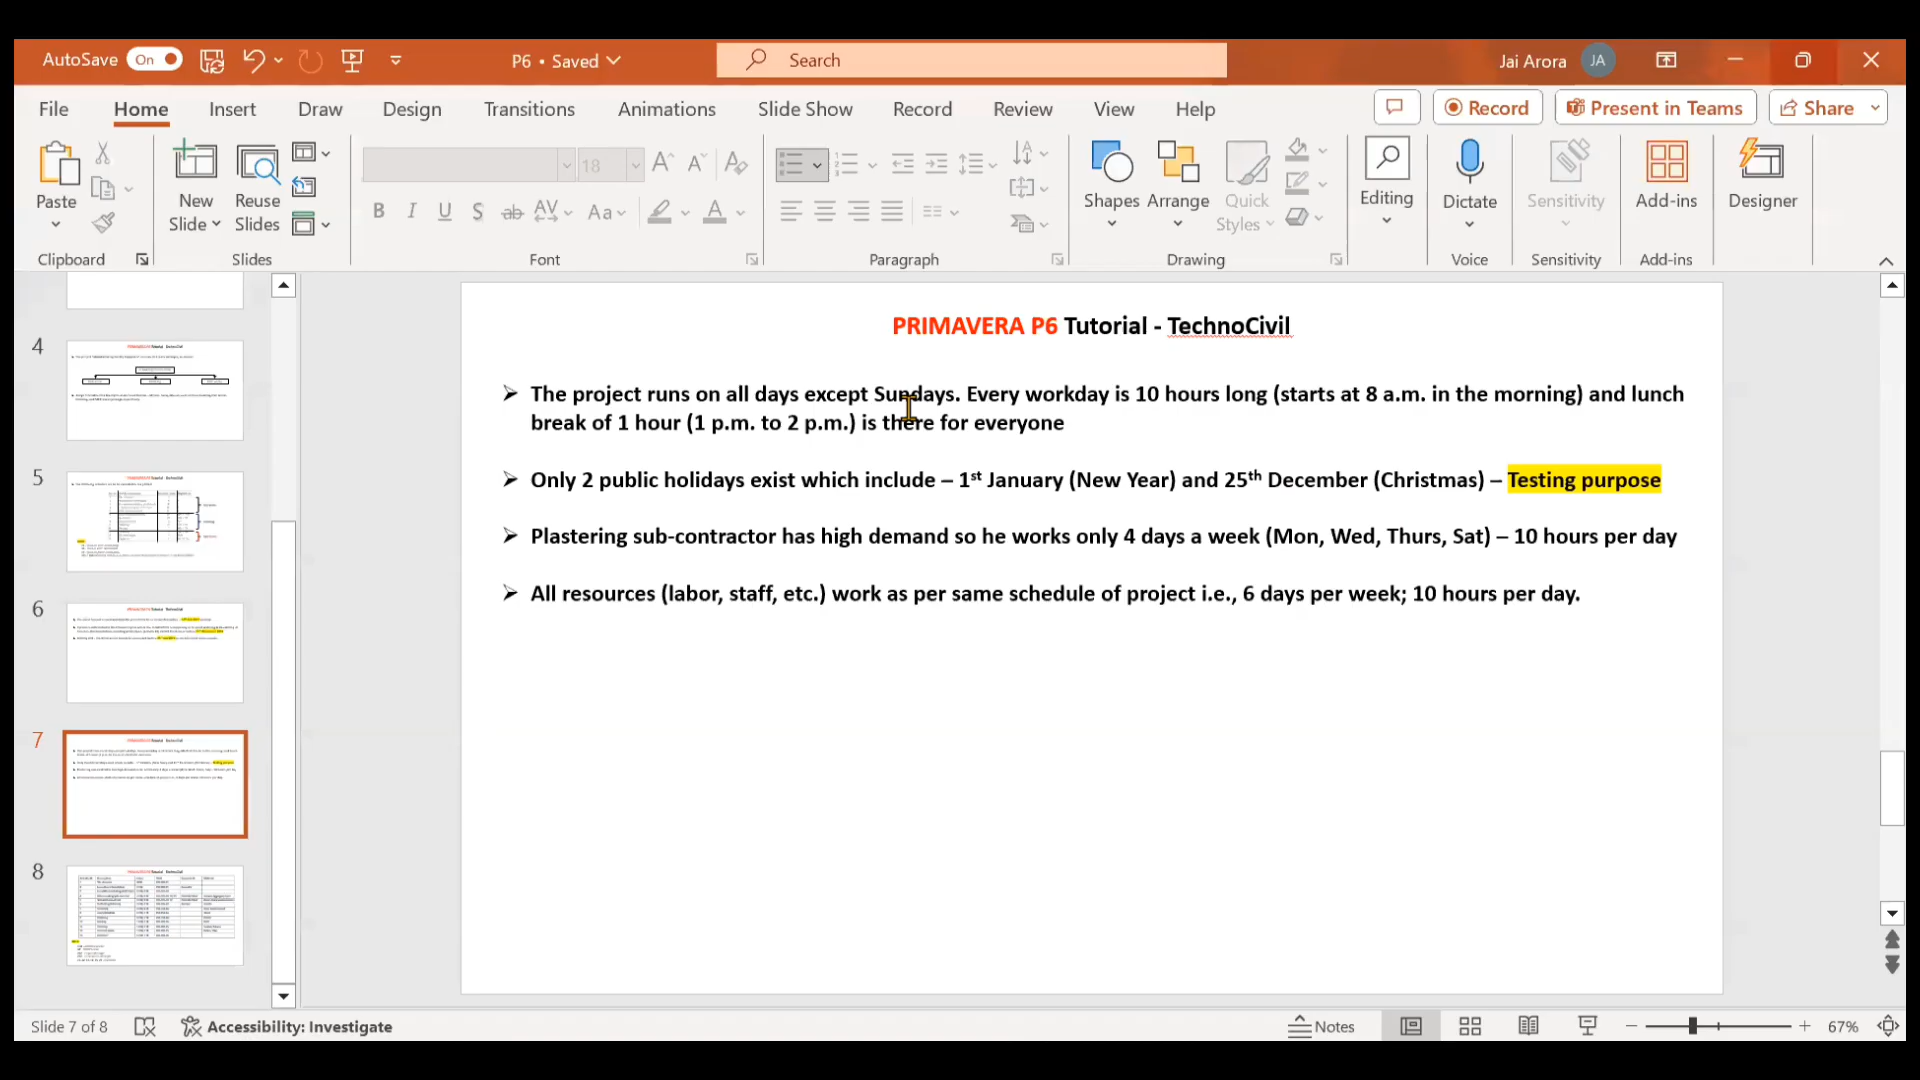 AutoSave On P6 • Saved Search Jai Arora JA
File Home Insert Draw Design Transitions Animations Slide Show Record Review View Help Record Present in Teams Share
Paste New Slide Reuse Slides 18 Shapes Arrange Quick Styles Editing Dictate Sensitivity Add-ins Designer
B I U S ab AV Aa A
Clipboard Slides Font Paragraph Drawing Voice Sensitivity Add-ins
4
5
6
7
8
PRIMAVERA P6 Tutorial - TechnoCivil
➢ The project runs on all days except Sundays. Every workday is 10 hours long (starts at 8 a.m. in the morning) and lunch
break of 1 hour (1 p.m. to 2 p.m.) is there for everyone
➢ Only 2 public holidays exist which include – 1st January (New Year) and 25th December (Christmas) – Testing purpose
➢ Plastering sub-contractor has high demand so he works only 4 days a week (Mon, Wed, Thurs, Sat) – 10 hours per day
➢ All resources (labor, staff, etc.) work as per same schedule of project i.e., 6 days per week; 10 hours per day.
Slide 7 of 8 Accessibility: Investigate Notes 67%